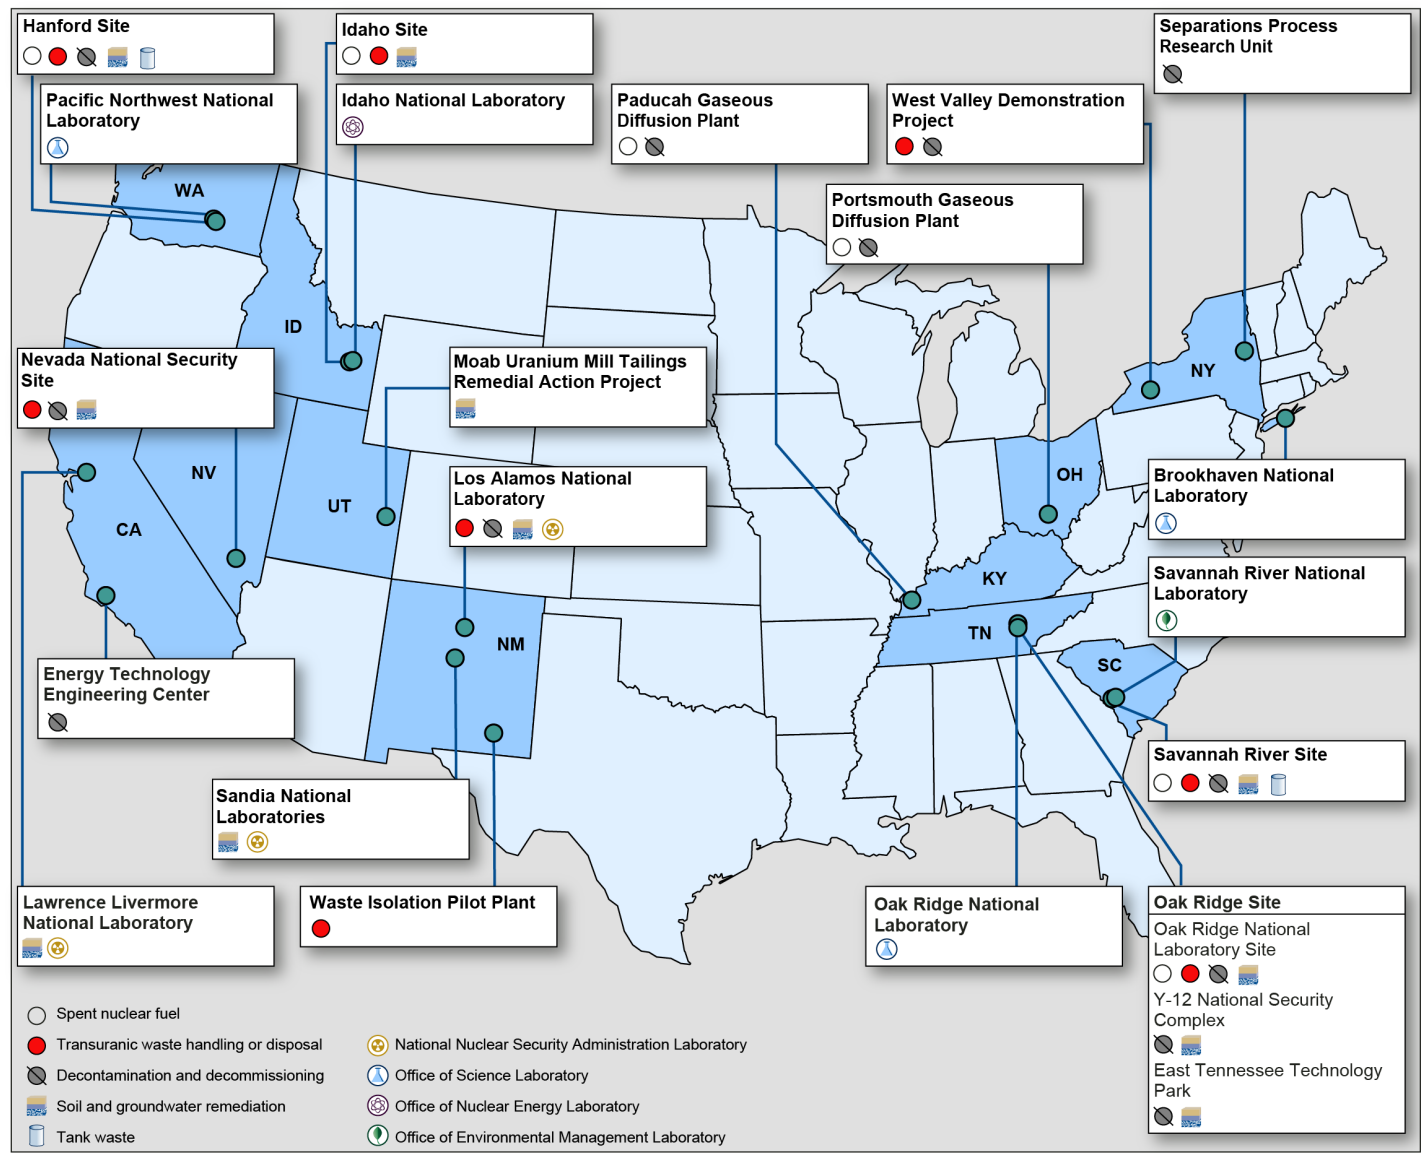 Hanford Site
Pacific Northwest National
Laboratory
Idaho Site
Idaho National Laboratory
Paducah Gaseous
Diffusion Plant
West Valley Demonstration
Project
Separations Process
Research Unit
Portsmouth Gaseous
Diffusion Plant
WA
ID
NY
Nevada National Security
Site
Moab Uranium Mill Tailings
Remedial Action Project
NV
UT
CA
OH
Los Alamos National
Laboratory
Brookhaven National
Laboratory
KY
Savannah River National
Laboratory
TN
NM
SC
Energy Technology
Engineering Center
Savannah River Site
Sandia National
Laboratories
Lawrence Livermore
National Laboratory
Waste Isolation Pilot Plant
Oak Ridge National
Laboratory
Oak Ridge Site
Oak Ridge National
Laboratory Site
Y-12 National Security
Complex
East Tennessee Technology
Park
Spent nuclear fuel
Transuranic waste handling or disposal
Decontamination and decommissioning
Soil and groundwater remediation
Tank waste
National Nuclear Security Administration Laboratory
Office of Science Laboratory
Office of Nuclear Energy Laboratory
Office of Environmental Management Laboratory